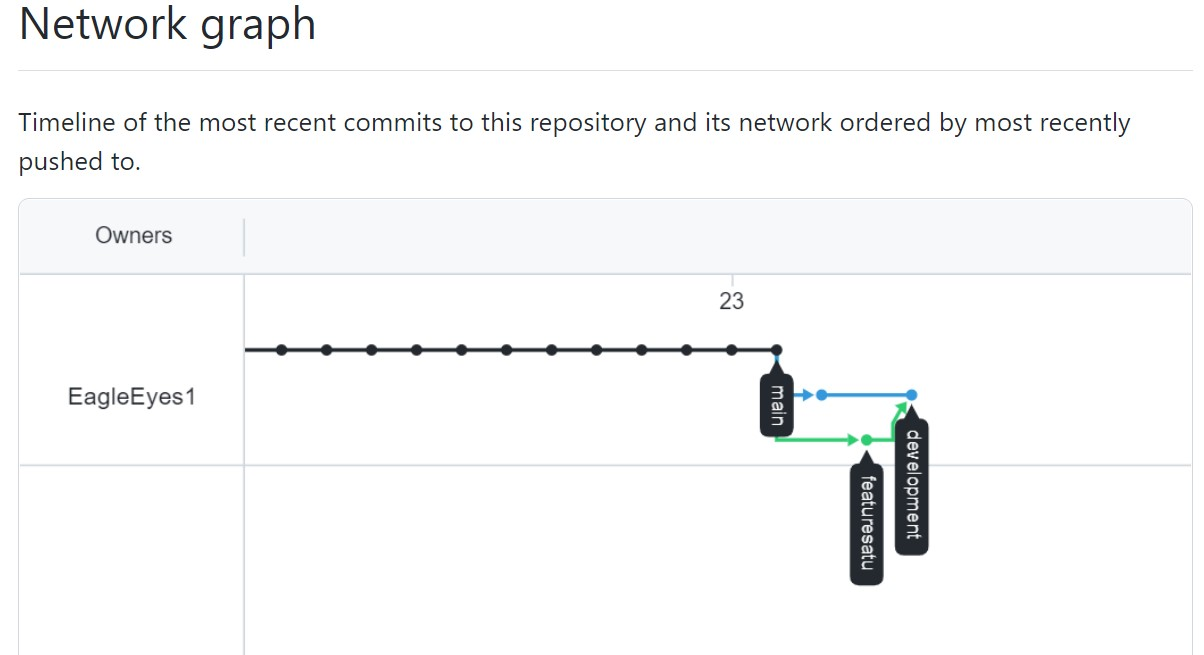 Network graph
Timeline of the most recent commits to this repository and its network ordered by most recently
pushed to.
Owners
23
EagleEyes1
main
featuresatu
development